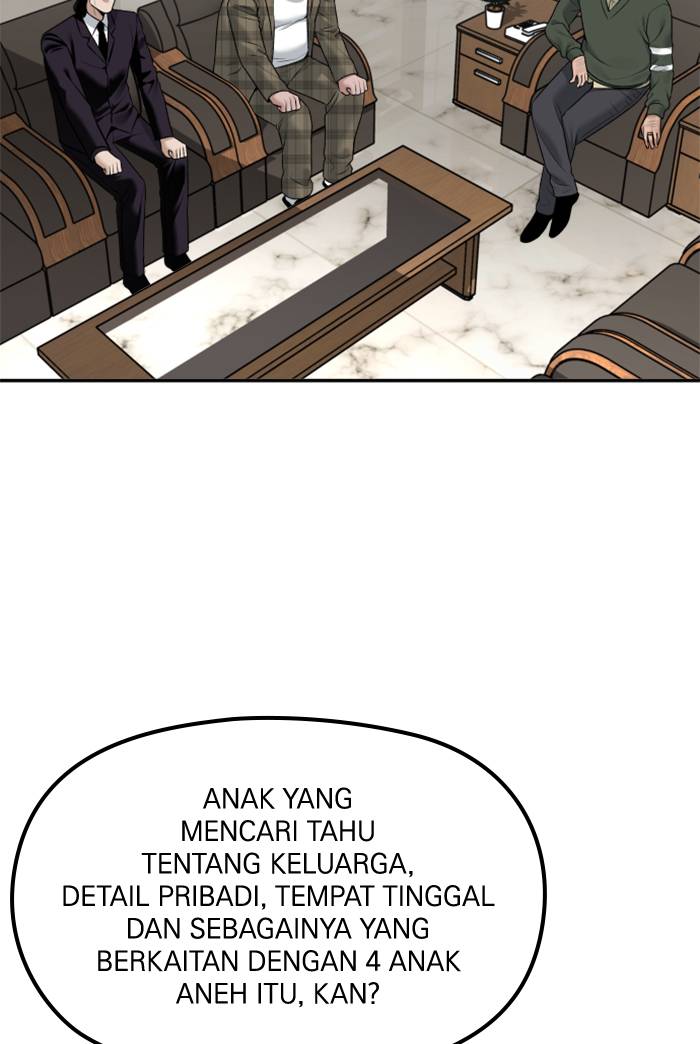 ANAK YANG
MENCARI TAHU
TENTANG KELUARGA,
DETAIL PRIBADI, TEMPAT TINGGAL
DAN SEBAGAINYA YANG
BERKAITAN DENGAN 4 ANAK
ANEH ITU, KAN?